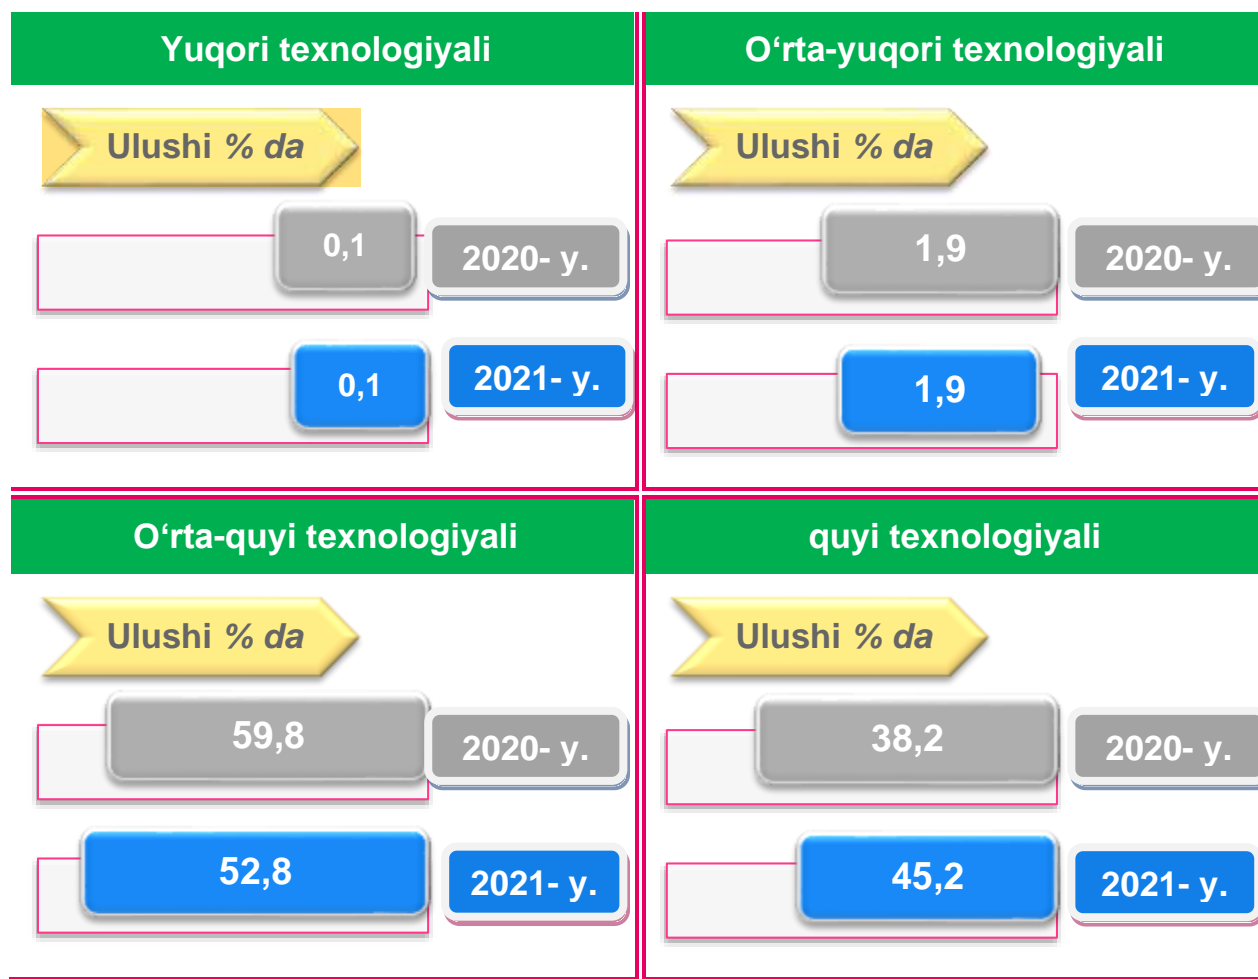 Yuqori texnologiyali
Ulushi % da
0,1
2020- y.
0,1
2021- y.
O‘rta-yuqori texnologiyali
Ulushi % da
1,9
2020- y.
1,9
2021- y.
O‘rta-quyi texnologiyali
Ulushi % da
59,8
2020- y.
52,8
2021- y.
quyi texnologiyali
Ulushi % da
38,2
2020- y.
45,2
2021- y.